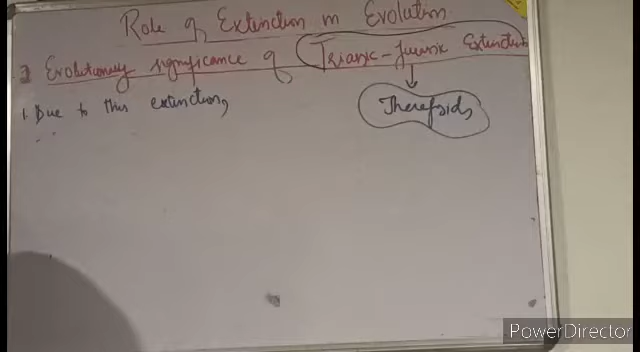 Role of Extinction in Evolution
Evolutionary significance of Triassic-Jurassic Extinction
1. Due to this extinction,
Therapsids
PowerDirector